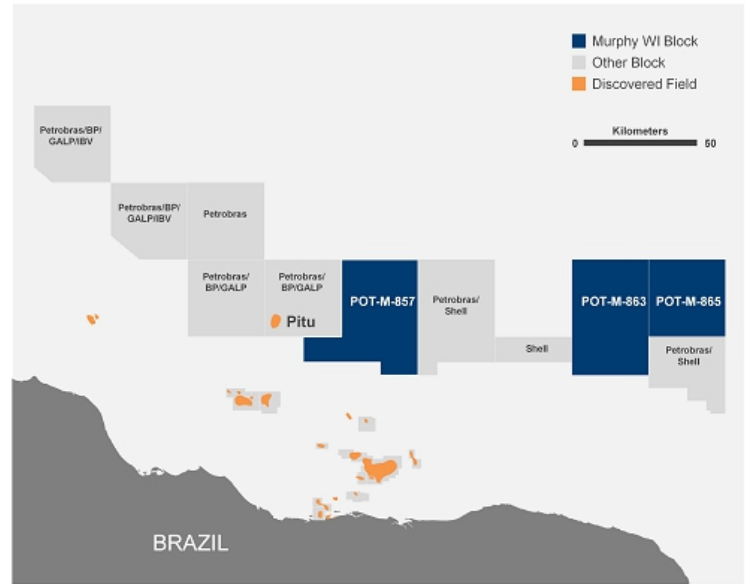 Murphy WI Block
Other Block
Discovered Field
Kilometers
0 50
Petrobras/BP/
GALP/IBV
Petrobras/BP/
GALP/IBV
Petrobras
Petrobras/
BP/GALP
Petrobras/
BP/GALP
Pitu
POT-M-857
Petrobras/
Shell
Shell
POT-M-863
POT-M-865
Petrobras/
Shell
BRAZIL